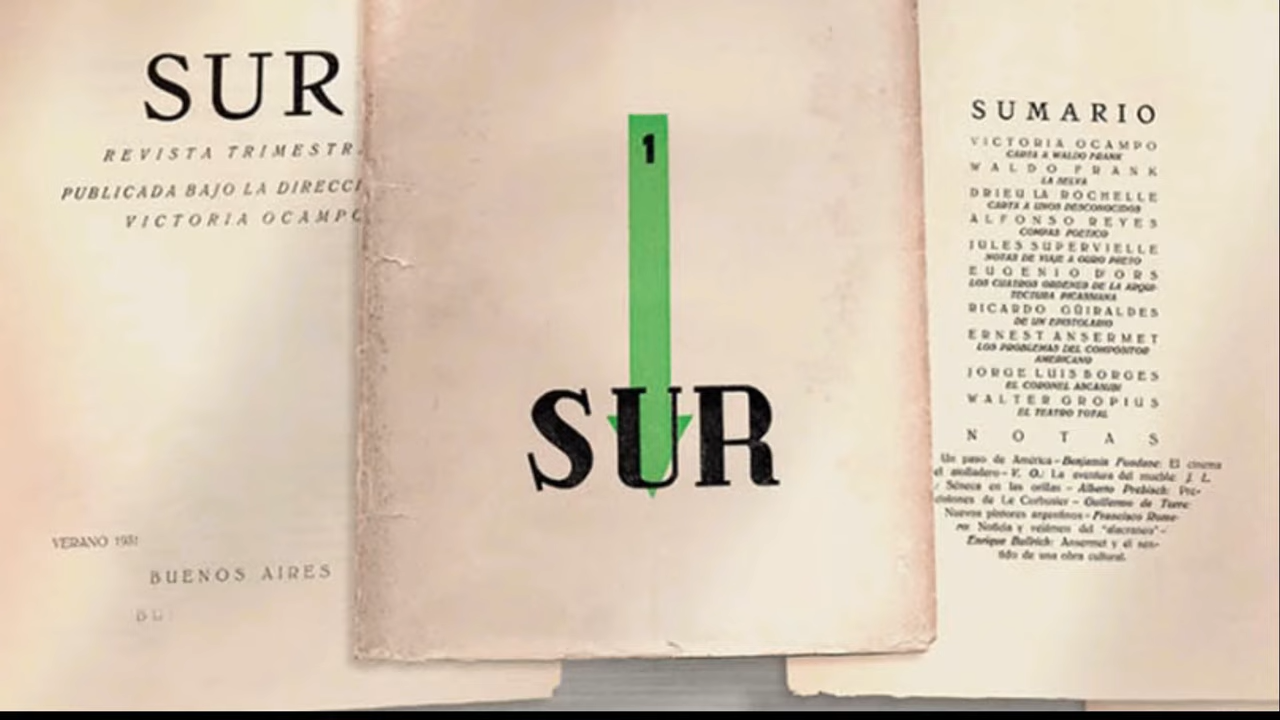 SUR
REVISTA TRIMESTR
PUBLICADA BAJO LA DIRECCI
VICTORIA OCAMPO
VERANO 1931
BUENOS AIRES
1
SUR
SUMARIO
VICTORIA OCAMPO
CARTA A WALDO FRANK
WALDO FRANK
LA SELVA
DRIEU LA ROCHELLE
CARTA A UNOS DESCONOCIDOS
ALFONSO REYES
COMPAS POETICO
JULES SUPERVIELLE
NOTAS DE VIAJE A OURO PRETO
EUGENIO D'ORS
LOS CUATROS ORDENES DE LA ARQUI-
TECTURA PICASSIANA
RICARDO GÜIRALDES
DE UN EPISTOLARIO
ERNEST ANSERMET
LOS PROBLEMAS DEL COMPOSITOR
AMERICANO
JORGE LUIS BORGES
EL CORONEL ASCASUBI
WALTER GROPIUS
EL TEATRO TOTAL
NOTAS
Un paso de América - Benjamín Fondane: El cinema
el atolladero - V. O.: La aventura del mueble: J. L.
Séneca en las orillas - Alberto Prebisch: Pre-
cisiones de Le Corbusier - Guillermo de Torre:
Nuevos pintores argentinos - Francisco Rome-
ro: Noticia y del "alacraneo" -
Enrique Bullrich: Ansermet y el sen-
tido de una obra cultural.